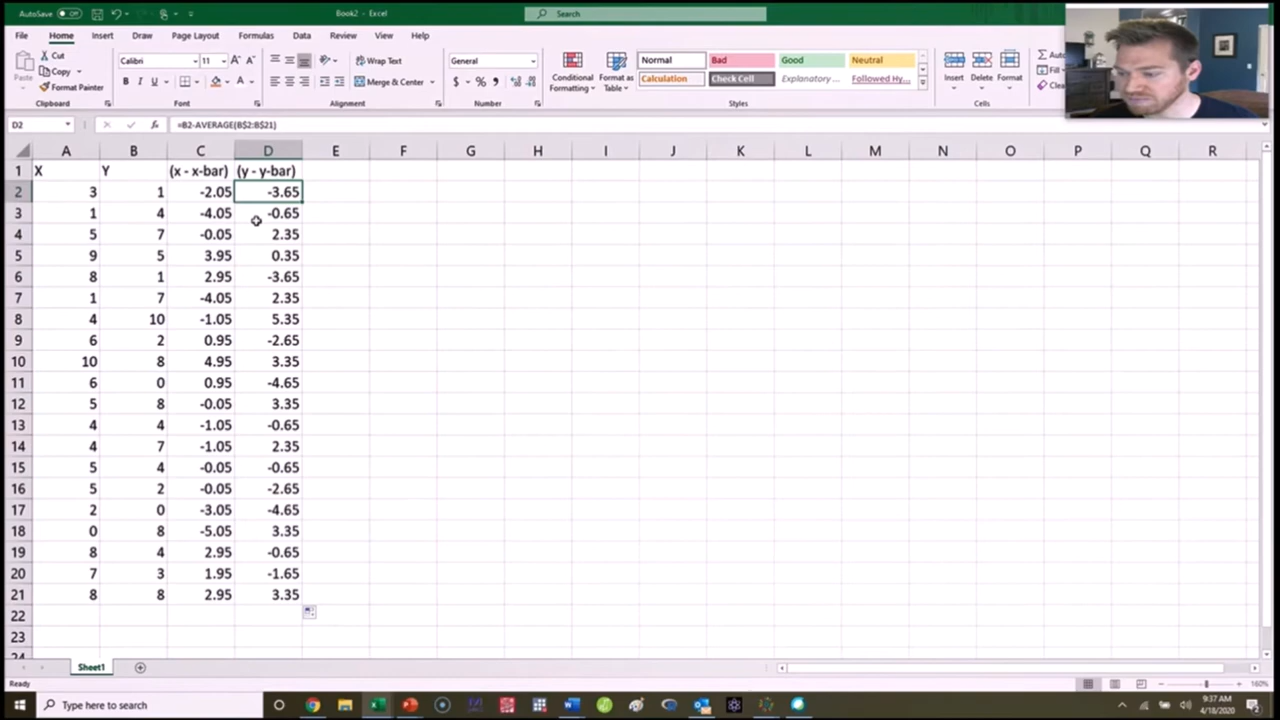 AutoSave Off Book2 - Excel Search
File Home Insert Draw Page Layout Formulas Data Review View Help
Paste Cut Copy Format Painter
Calibri 11 A A General
Wrap Text
Merge & Center
B I U A $ % ,
Conditional Formatting Format as Table
Normal Bad Good Neutral
Calculation Check Cell Explanatory ... Followed Hy...
Insert Delete Format
Clipboard Font Alignment Number Styles Cells
D2 fx =B2-AVERAGE(B$2:B$21)
A B C D E F G H I J K L M N O P Q R
1 X Y (x - x-bar) (y - y-bar)
2 3 1 -2.05 -3.65
3 1 4 -4.05 -0.65
4 5 7 -0.05 2.35
5 9 5 3.95 0.35
6 8 1 2.95 -3.65
7 1 7 -4.05 2.35
8 4 10 -1.05 5.35
9 6 2 0.95 -2.65
10 10 8 4.95 3.35
11 6 0 0.95 -4.65
12 5 8 -0.05 3.35
13 4 4 -1.05 -0.65
14 4 7 -1.05 2.35
15 5 4 -0.05 -0.65
16 5 2 -0.05 -2.65
17 2 0 -3.05 -4.65
18 0 8 -5.05 3.35
19 8 4 2.95 -0.65
20 7 3 1.95 -1.65
21 8 8 2.95 3.35
22
23
24
Sheet1
Ready 160%
Type here to search 9:37 AM
4/18/2020